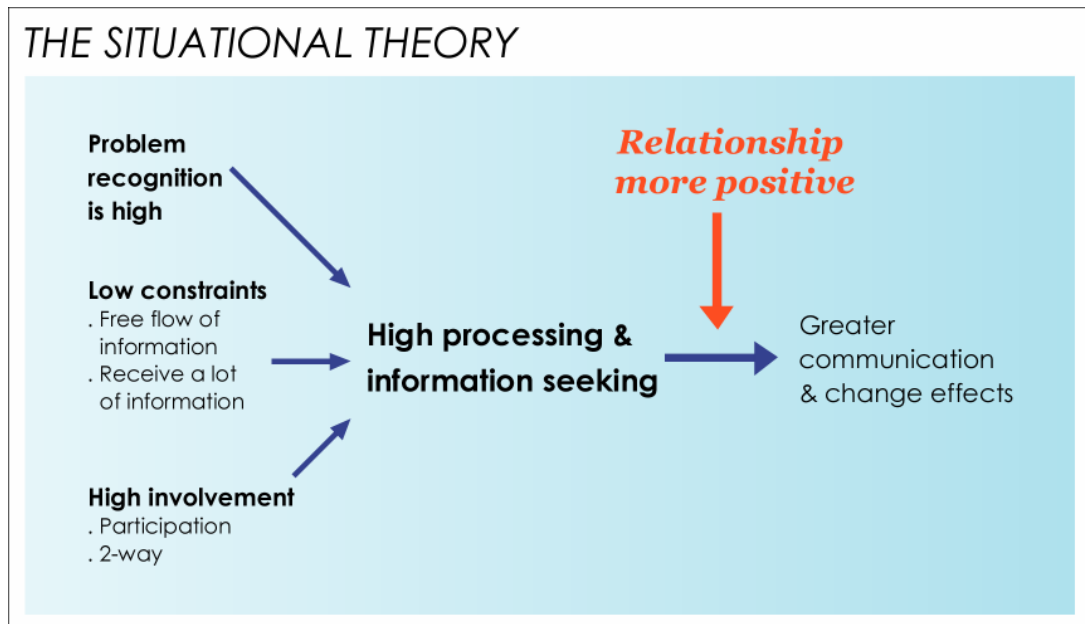 THE SITUATIONAL THEORY
Problem
recognition
is high
Low constraints
. Free flow of
information
. Receive a lot
of information
High involvement
. Participation
. 2-way
High processing &
information seeking
Relationship
more positive
Greater
communication
& change effects